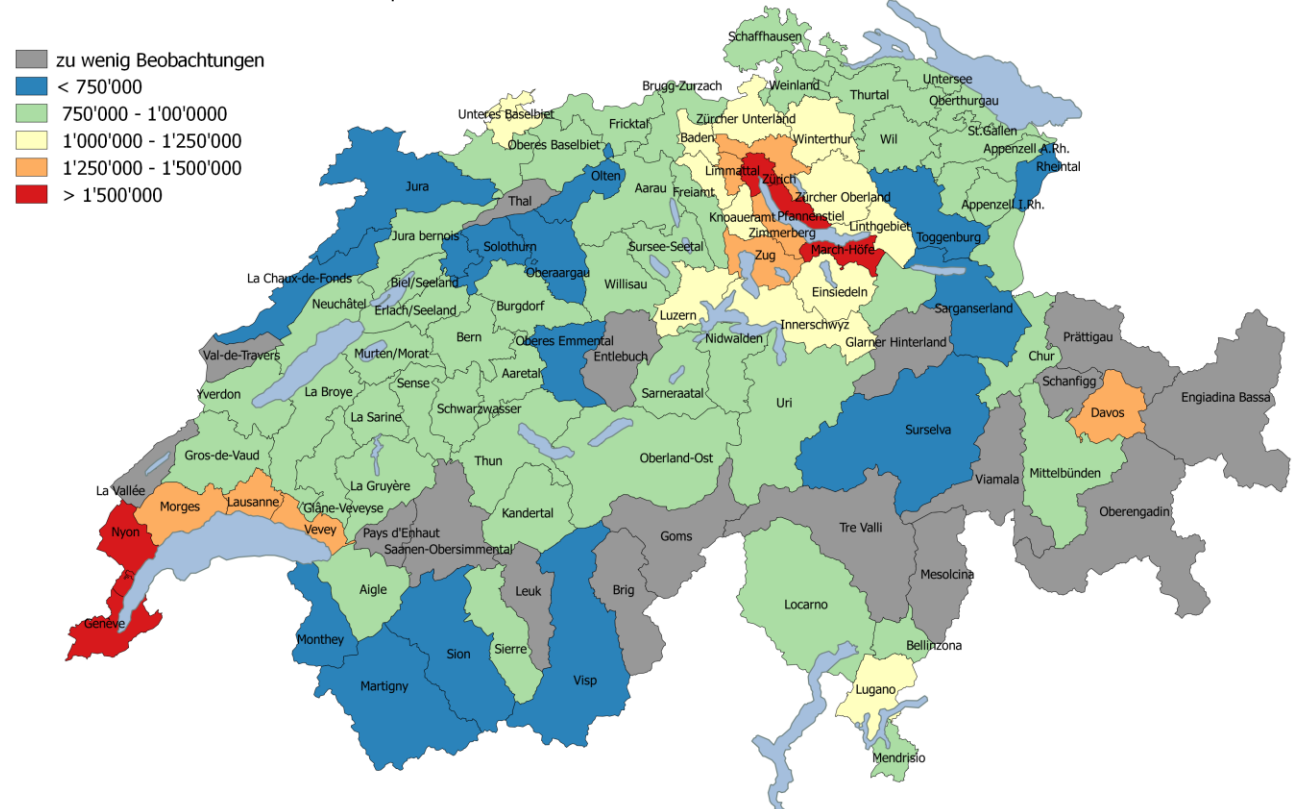 zu wenig Beobachtungen
< 750'000
750'000 - 1'00'0000
1'000'000 - 1'250'000
1'250'000 - 1'500'000
> 1'500'000
Schaffhausen
Brugg-Zurzach
Weinland
Untersee
Thurtal
Oberthurgau
Unteres Baselbiet
Fricktal
Zürcher Unterland
Baden
Winterthur
Wil
St.Gallen
Oberes Baselbiet
Appenzell A.Rh.
Rheintal
Jura
Olten
Limmattal
Zürich
Thal
Aarau
Freiamt
Zürcher Oberland
Appenzell I.Rh.
Knoaueramt
Pfannenstiel
Jura bernois
Zimmerberg
Linthgebiet
Toggenburg
Solothurn
Sursee-Seetal
March-Höfe
Zug
La Chaux-de-Fonds
Oberaargau
Biel/Seeland
Willisau
Einsiedeln
Neuchâtel
Erlach/Seeland
Burgdorf
Sarganserland
Luzern
Innerschwyz
Bern
Oberes Emmental
Nidwalden
Glarner Hinterland
Prättigau
Val-de-Travers
Murten/Morat
Entlebuch
Chur
Aaretal
Schanfigg
Yverdon
La Broye
Sense
Sarneraatal
Engiadina Bassa
Schwarzwasser
Uri
Davos
La Sarine
Surselva
Gros-de-Vaud
Thun
Oberland-Ost
Mittelbünden
Viamala
La Vallée
La Gruyère
Morges
Lausanne
Glâne-Veveyse
Kandertal
Oberengadin
Nyon
Vevey
Pays d'Enhaut
Tre Valli
Saanen-Obersimmental
Goms
Mesolcina
Aigle
Leuk
Brig
Locarno
Genève
Monthey
Sierre
Bellinzona
Sion
Martigny
Visp
Lugano
Mendrisio